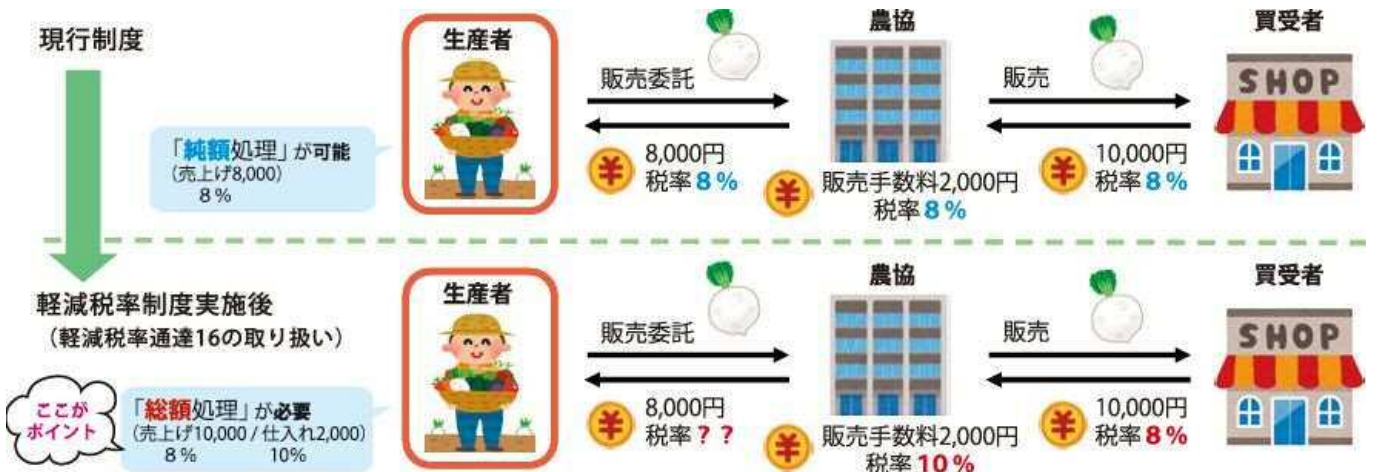 現行制度
生産者
農協
買受者
販売委託
販売
SHOP
「純額処理」が可能
(売上げ8,000)
8%
¥
8,000円
税率8%
¥
販売手数料2,000円
税率8%
¥
10,000円
税率8%
軽減税率制度実施後
(軽減税率通達16の取り扱い)
生産者
農協
買受者
販売委託
販売
SHOP
ここが
ポイント
「総額処理」が必要
(売上げ10,000/仕入れ2,000)
8% 10%
¥
8,000円
税率??
¥
販売手数料2,000円
税率10%
¥
10,000円
税率8%